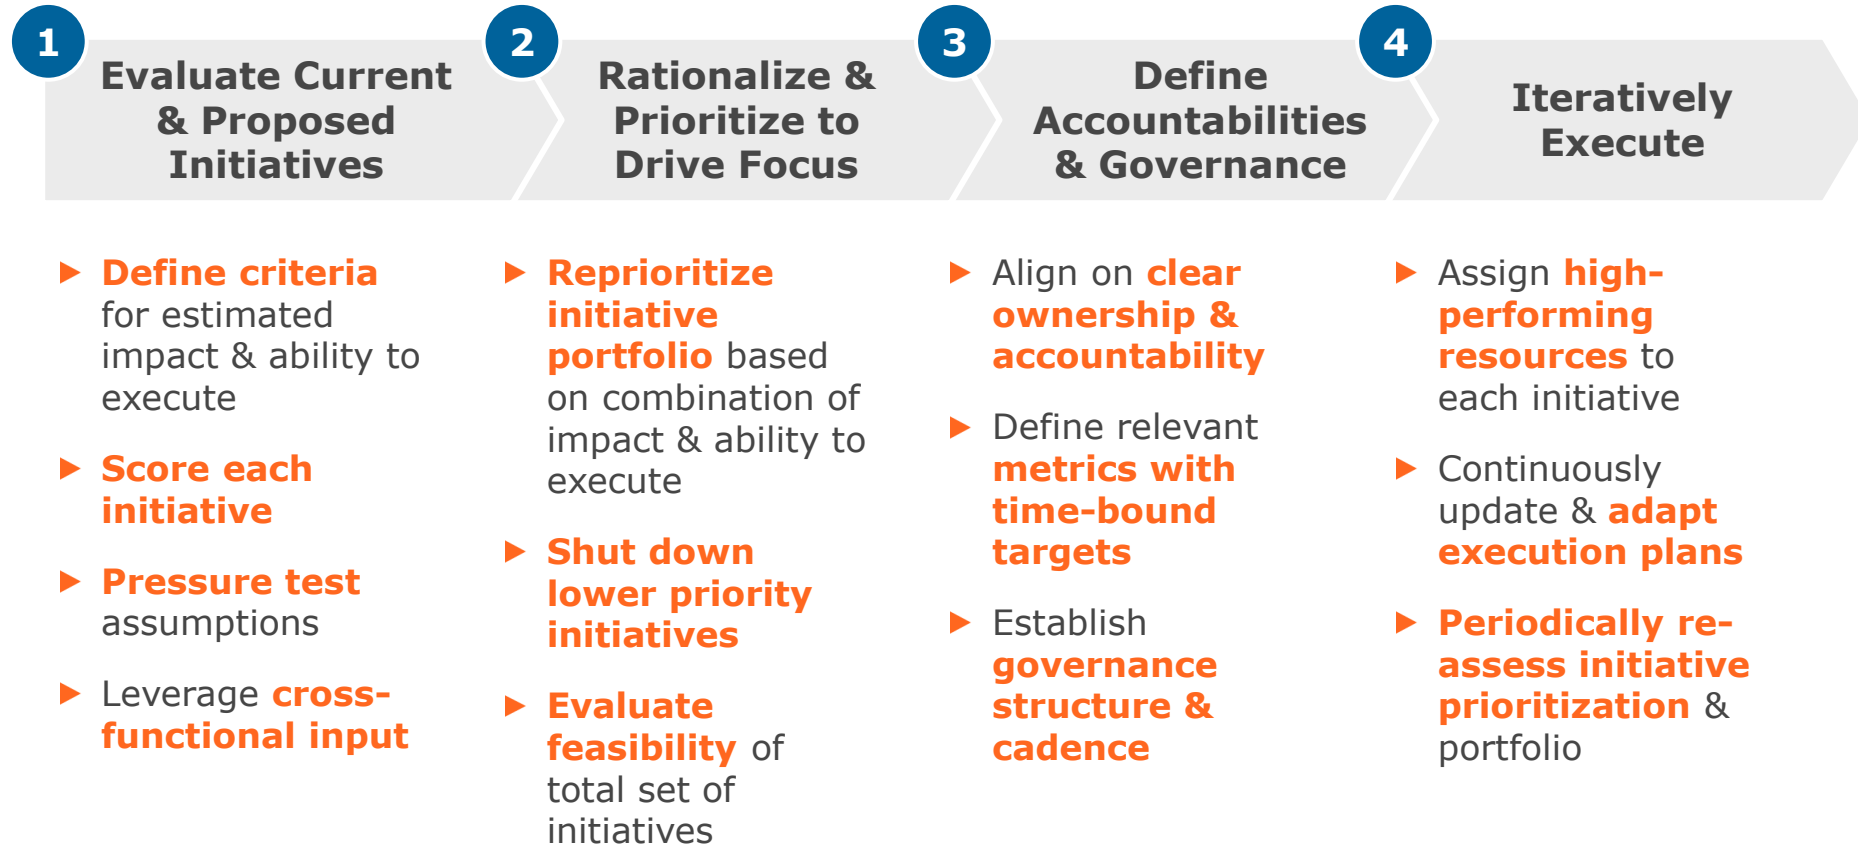 1
Evaluate Current
& Proposed
Initiatives
► Define criteria
for estimated
impact & ability to
execute
► Score each
initiative
► Pressure test
assumptions
► Leverage cross-
functional input
2
Rationalize &
Prioritize to
Drive Focus
► Reprioritize
initiative
portfolio based
on combination of
impact & ability to
execute
► Shut down
lower priority
initiatives
► Evaluate
feasibility of
total set of
initiatives
3
Define
Accountabilities
& Governance
► Align on clear
ownership &
accountability
► Define relevant
metrics with
time-bound
targets
► Establish
governance
structure &
cadence
4
Iteratively
Execute
► Assign high-
performing
resources to
each initiative
► Continuously
update & adapt
execution plans
► Periodically re-
assess initiative
prioritization &
portfolio